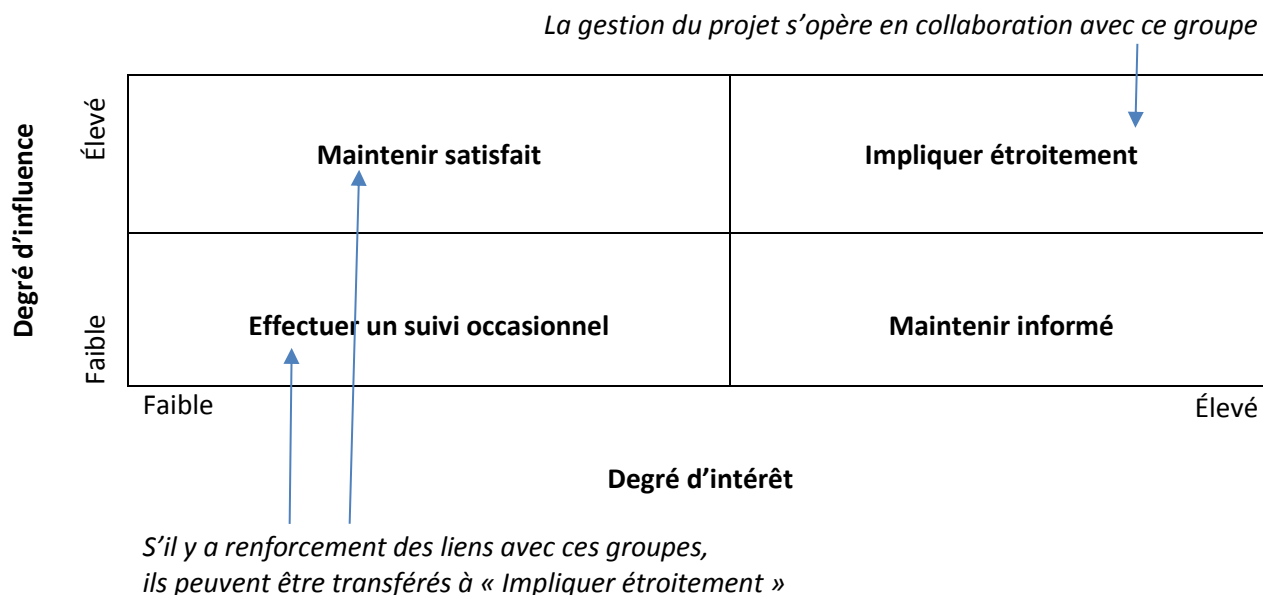 La gestion du projet s’opère en collaboration avec ce groupe
Degré d’influence
Élevé
Maintenir satisfait
Impliquer étroitement
Faible
Effectuer un suivi occasionnel
Maintenir informé
Faible
Élevé
Degré d’intérêt
S’il y a renforcement des liens avec ces groupes,
ils peuvent être transférés à « Impliquer étroitement »